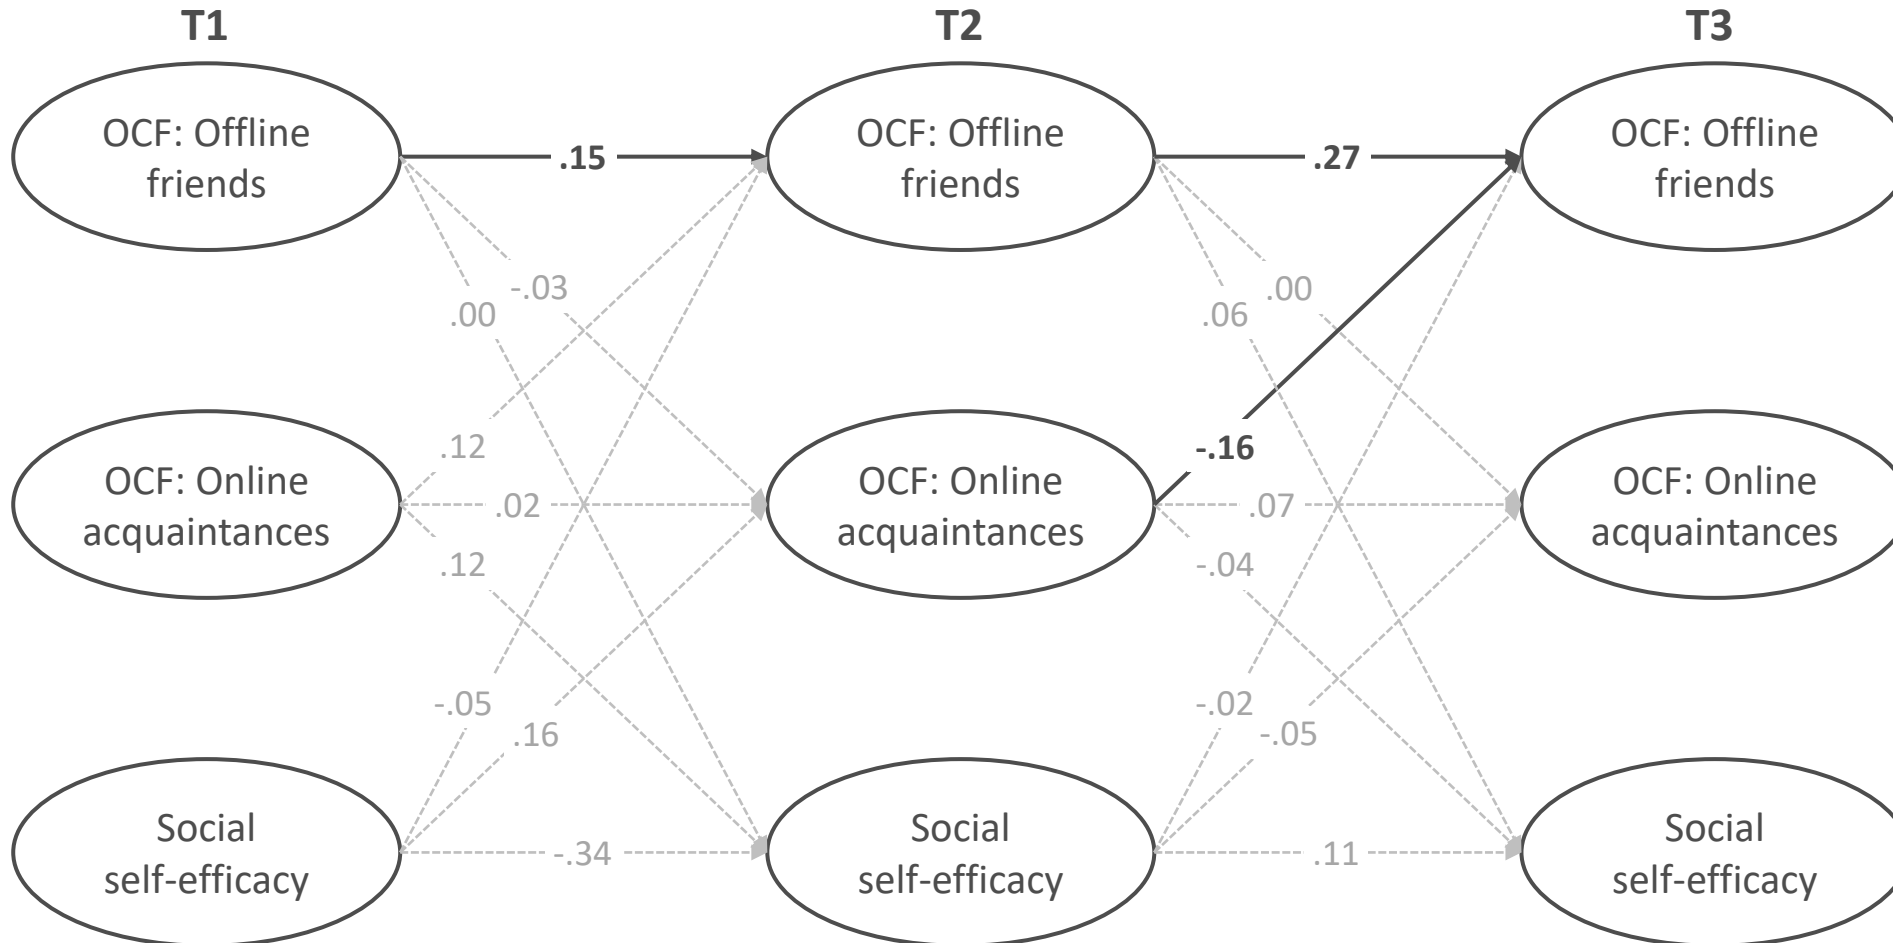 T1 T2 T3
OCF: Offline
friends
OCF: Offline
friends
OCF: Offline
friends
.15
.27
-.03
.00
.00
.06
.12
-.16
OCF: Online
acquaintances
OCF: Online
acquaintances
OCF: Online
acquaintances
.02
.07
.12
-.04
-.05
.16
-.02
-.05
Social
self-efficacy
Social
self-efficacy
Social
self-efficacy
-.34
.11